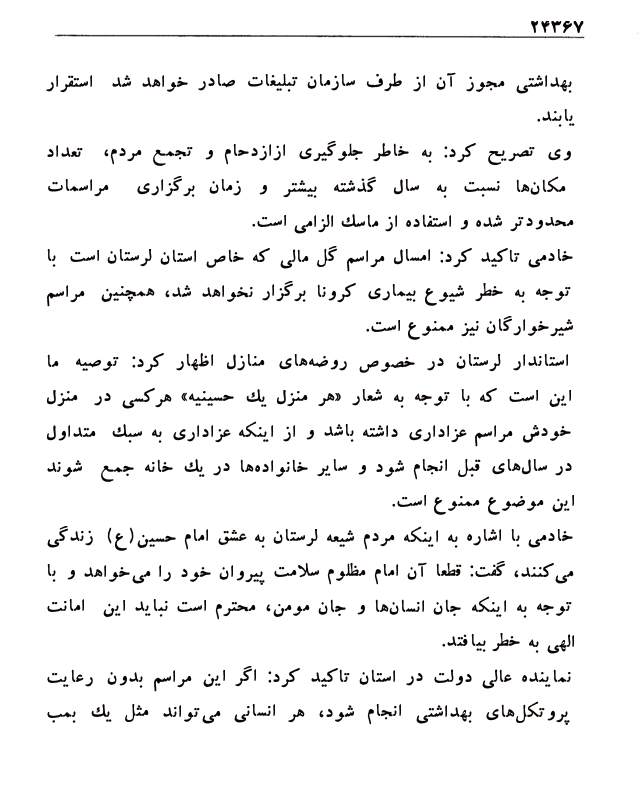 ۲۴۳۶۷
بهداشتی مجوز آن از طرف سازمان تبلیغات صادر خواهد شد استقرار
یابند.
وی تصریح کرد: به خاطر جلوگیری ازازدحام و تجمع مردم، تعداد
مکان‌ها نسبت به سال گذشته بیشتر و زمان برگزاری مراسمات
محدودتر شده و استفاده از ماسك الزامی است.
خادمی تاکید کرد: امسال مراسم گل مالی که خاص استان لرستان است با
توجه به خطر شیوع بیماری کرونا برگزار نخواهد شد، همچنین مراسم
شیرخوارگان نیز ممنوع است.
استاندار لرستان در خصوص روضه‌های منازل اظهار کرد: توصیه ما
این است که با توجه به شعار «هر منزل یك حسینیه» هرکسی در منزل
خودش مراسم عزاداری داشته باشد و از اینکه عزاداری به سبك متداول
در سال‌های قبل انجام شود و سایر خانواده‌ها در یك خانه جمع شوند
این موضوع ممنوع است.
خادمی با اشاره به اینکه مردم شیعه لرستان به عشق امام حسین(ع) زندگی
می‌کنند، گفت: قطعا آن امام مظلوم سلامت پیروان خود را می‌خواهد و با
توجه به اینکه جان انسان‌ها و جان مومن، محترم است نباید این امانت
الهی به خطر بیافتد.
نماینده عالی دولت در استان تاکید کرد: اگر این مراسم بدون رعایت
پروتکل‌های بهداشتی انجام شود، هر انسانی می‌تواند مثل یك بمب